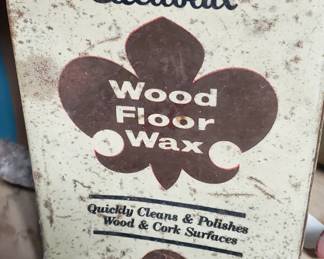 Wood
Floor
Wax
Quickly Cleans & Polishes
Wood & Cork Surfaces